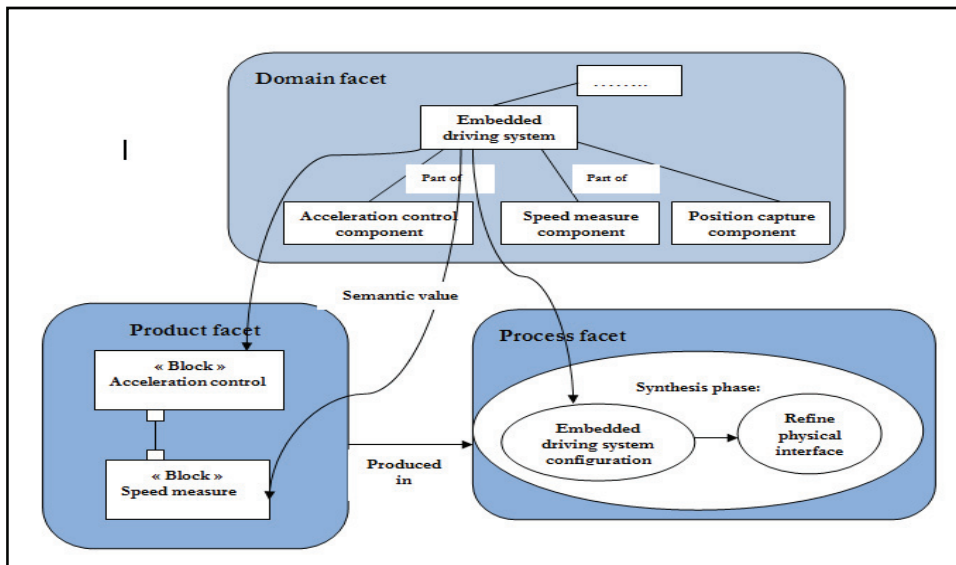 Domain facet
. . . . . . . .
Embedded
driving system
Part of
Part of
Acceleration control
component
Speed measure
component
Position capture
component
Semantic value
Product facet
« Block »
Acceleration control
« Block »
Speed measure
Produced
in
Process facet
Synthesis phase:
Embedded
driving system
configuration
Refine
physical
interface